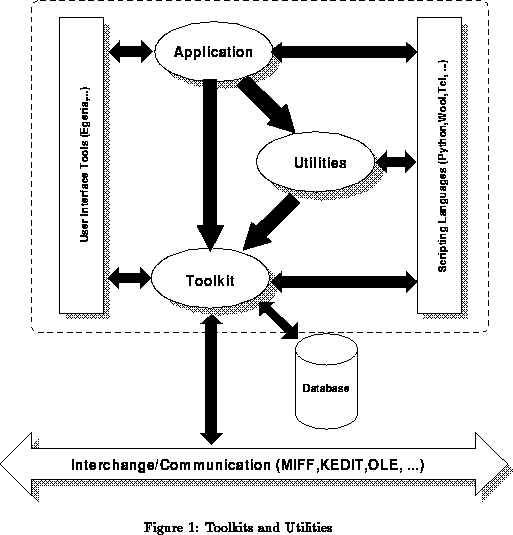 Application
User Interface Tools (Egeria,...)
Scripting Languages (Python,Wool,Tcl, ...)
Utilities
Toolkit
Database
Interchange/Communication (MIFF,KEDIT,OLE, ...)
Figure 1: Toolkits and Utilities